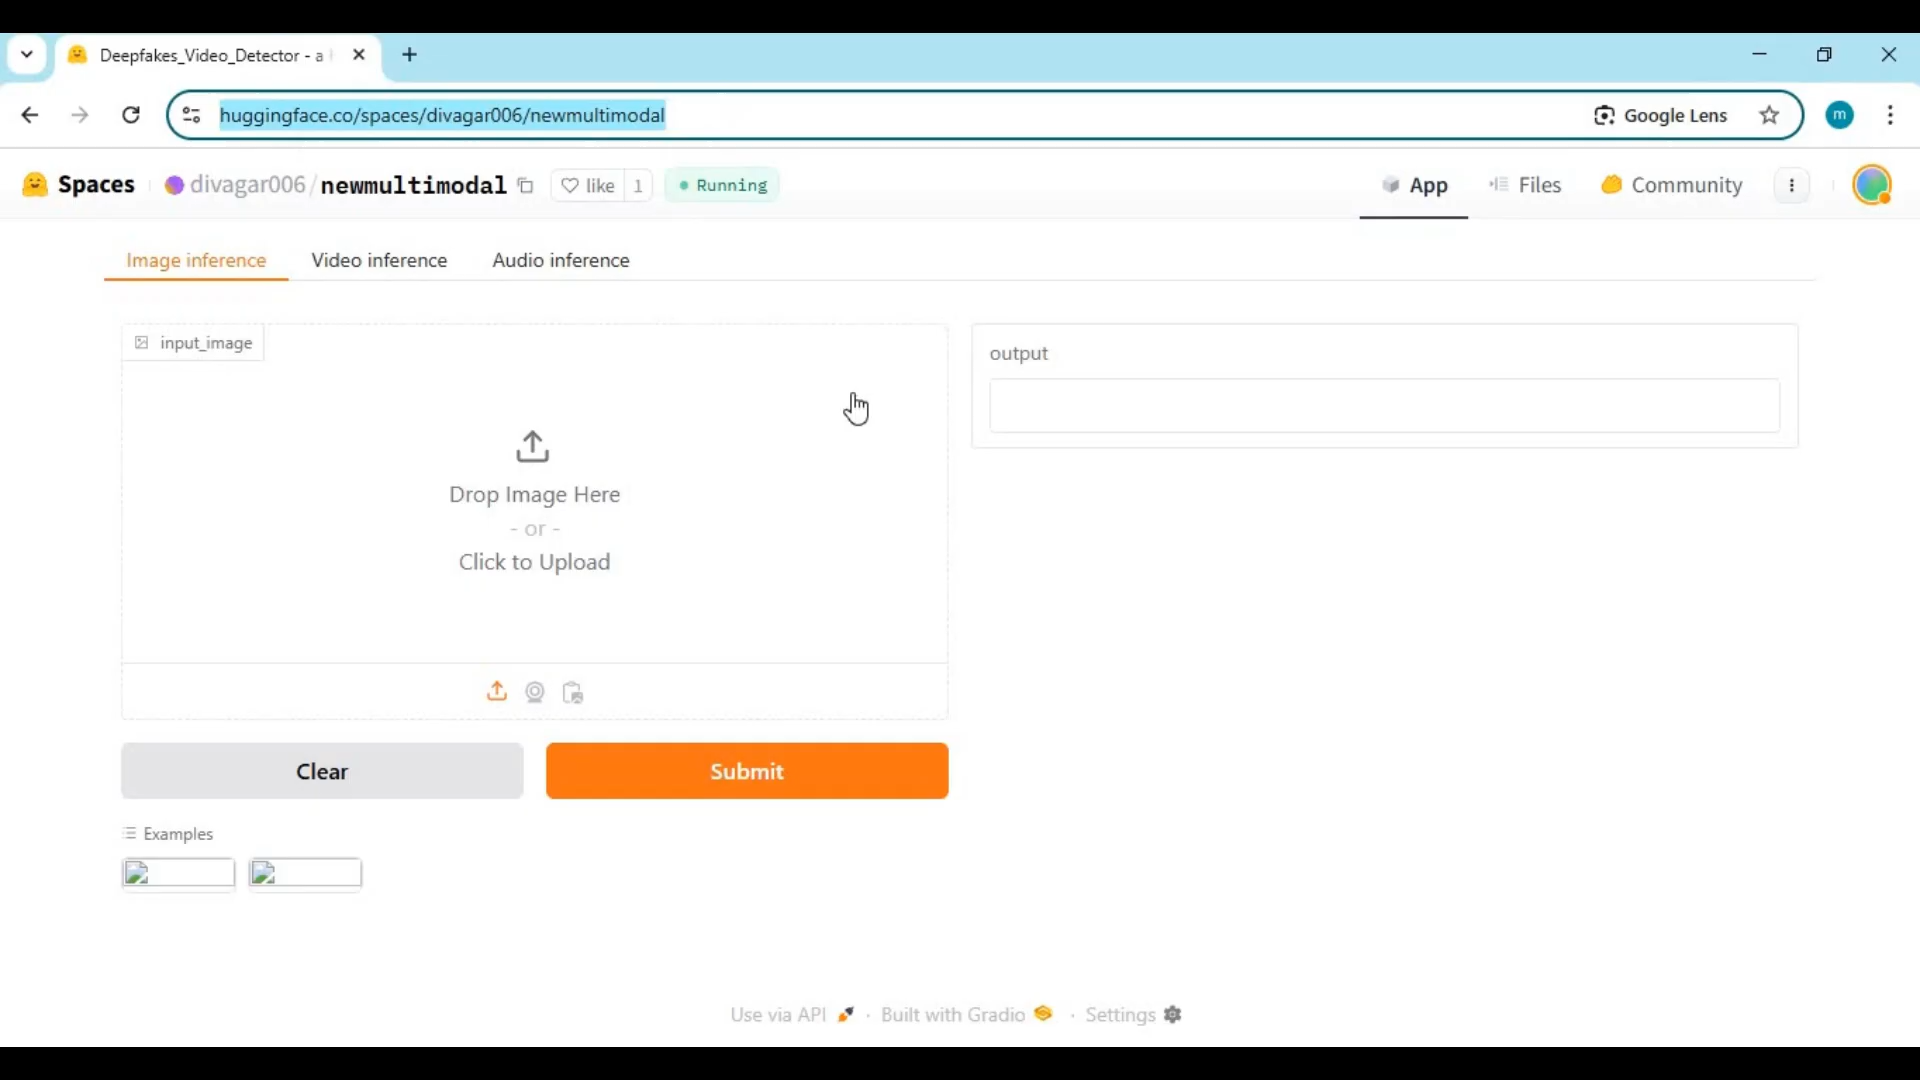 Deepfakes_Video_Detector - a
huggingface.co/spaces/divagar006/newmultimodal
Google Lens
m
Spaces
divagar006/newmultimodal
like 1
Running
App
Files
Community
Image inference
Video inference
Audio inference
input_image
output
Drop Image Here
- or -
Click to Upload
Clear
Submit
Examples
Use via API · Built with Gradio · Settings